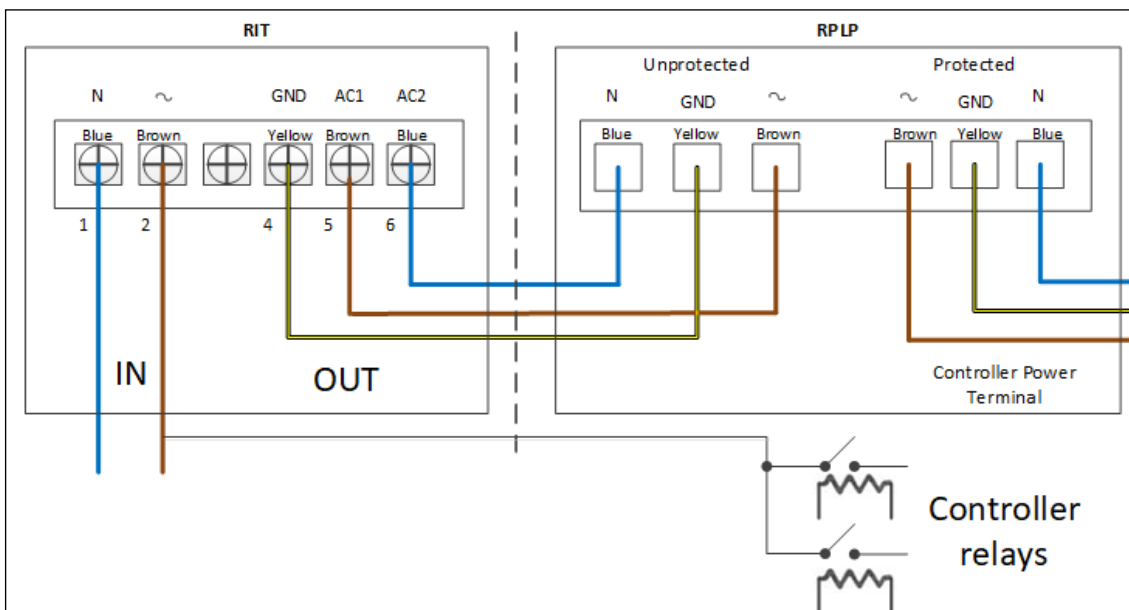 RIT
RPLP
Unprotected
Protected
N
~
GND
AC1
AC2
N
GND
~
~
GND
N
Blue
Brown
Yellow
Brown
Blue
Blue
Yellow
Brown
Brown
Yellow
Blue
1
2
4
5
6
IN
OUT
Controller Power
Terminal
Controller
relays